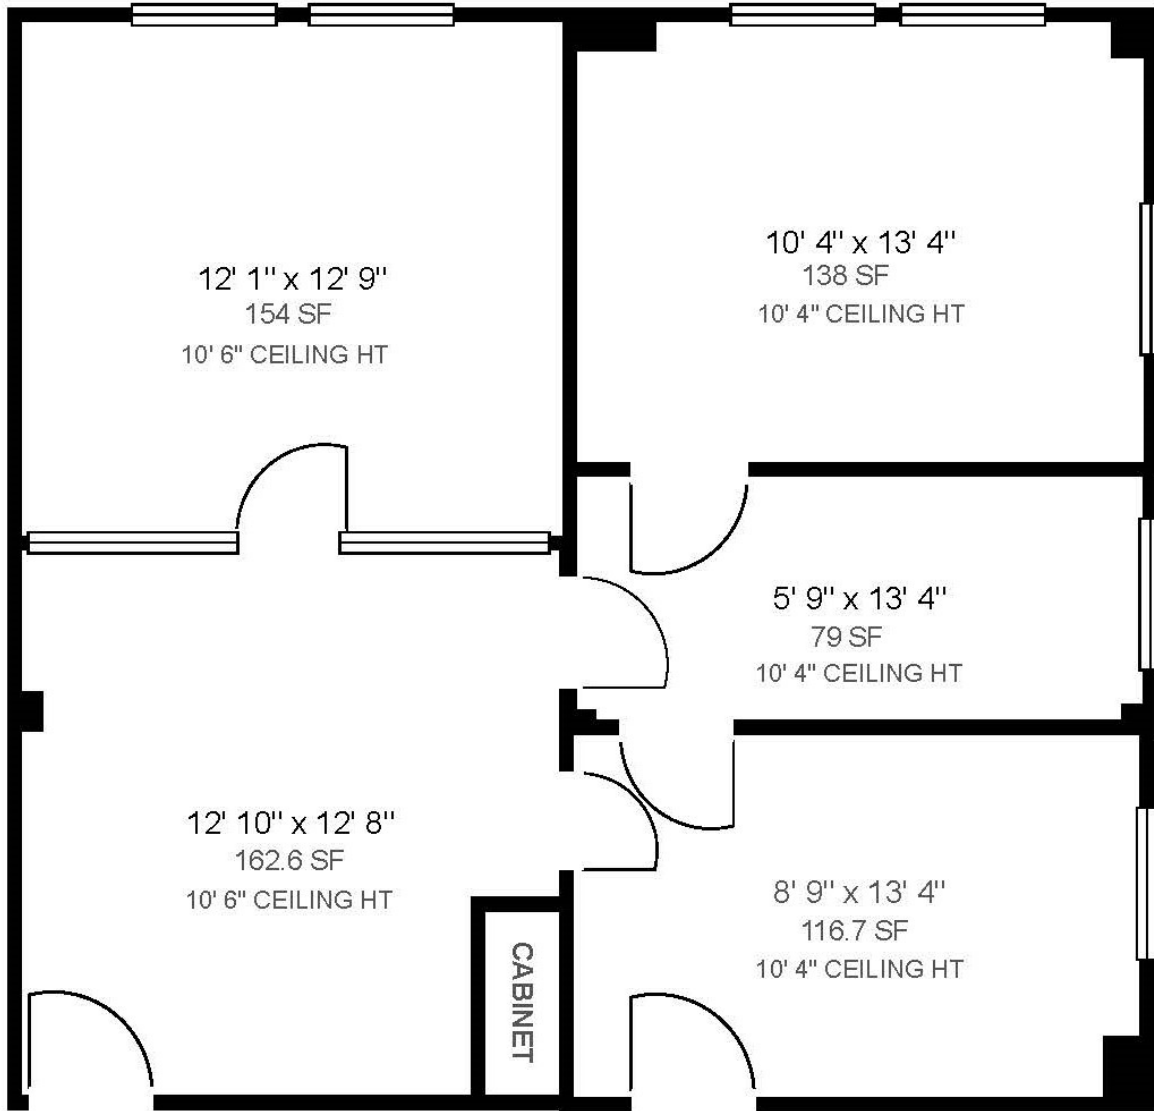 12' 1" x 12' 9"
154 SF
10' 6" CEILING HT
10' 4" x 13' 4"
138 SF
10' 4" CEILING HT
5' 9" x 13' 4"
79 SF
10' 4" CEILING HT
12' 10" x 12' 8"
162.6 SF
10' 6" CEILING HT
8' 9" x 13' 4"
116.7 SF
10' 4" CEILING HT
CABINET